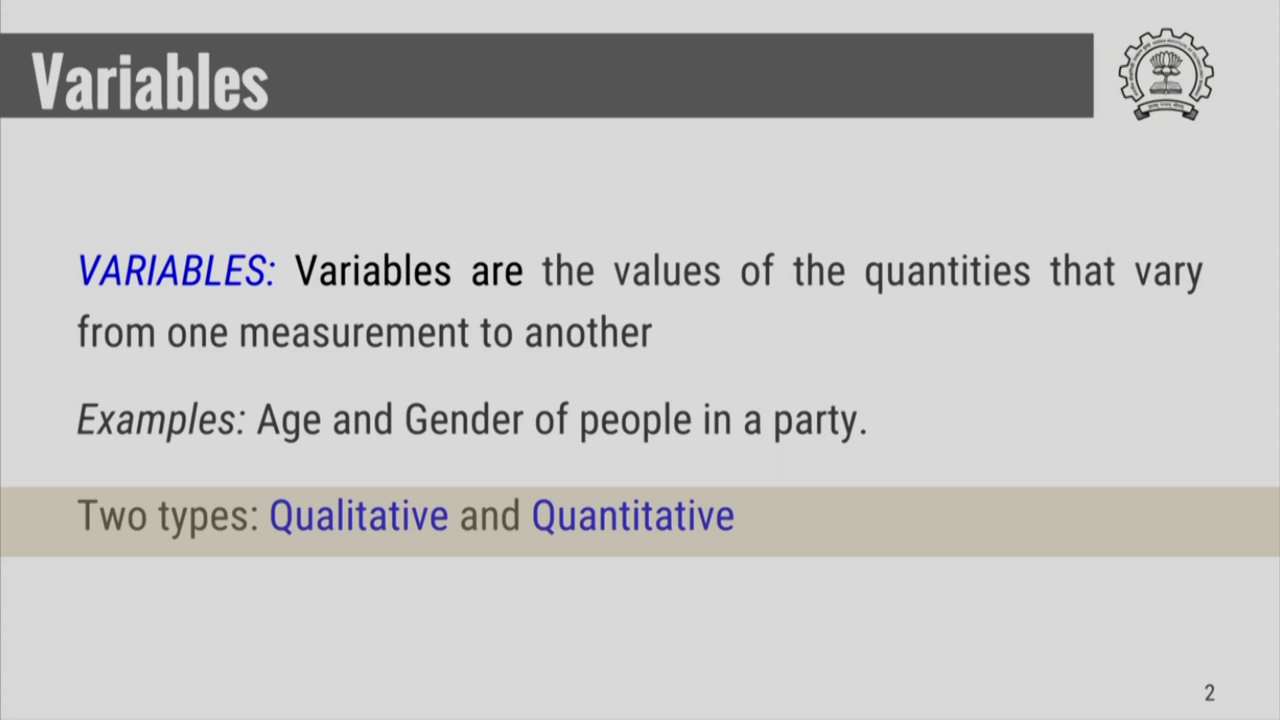 Variables
VARIABLES: Variables are the values of the quantities that vary
from one measurement to another
Examples: Age and Gender of people in a party.
Two types: Qualitative and Quantitative
2